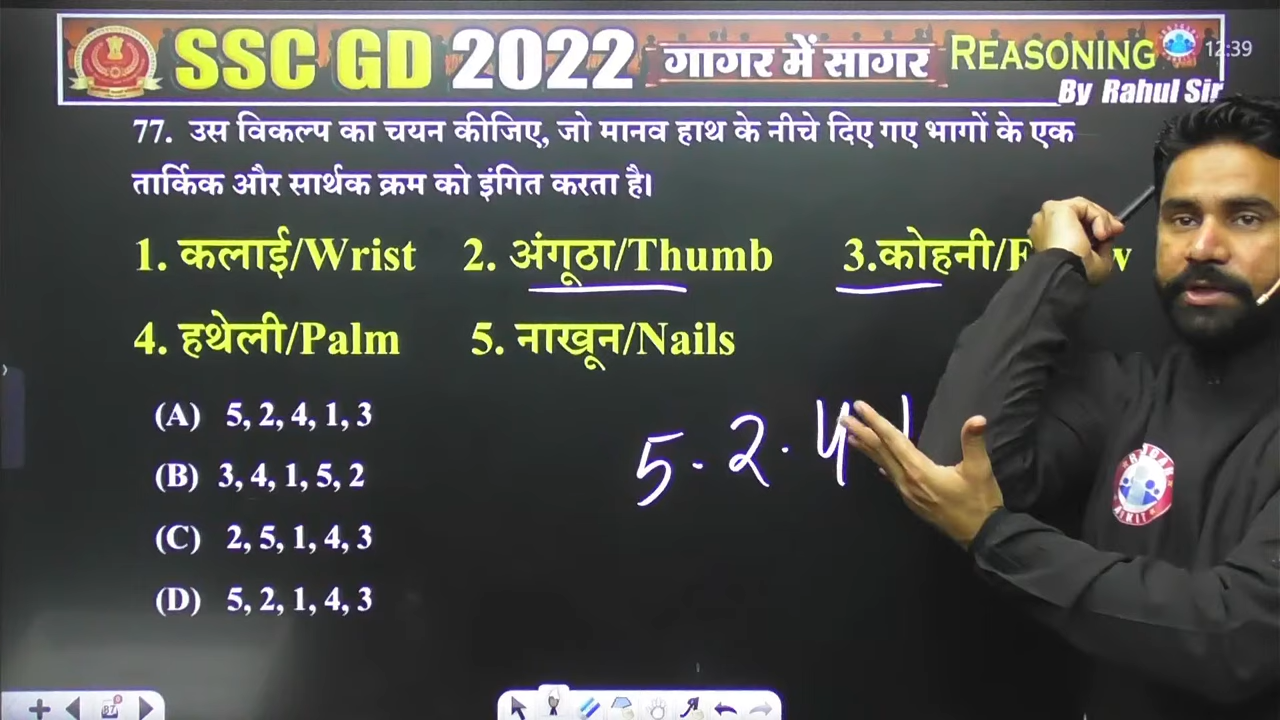 SSC GD 2022 गागर में सागर REASONING 12:39
By Rahul Sir
77. उस विकल्प का चयन कीजिए, जो मानव हाथ के नीचे दिए गए भागों के एक
तार्किक और सार्थक क्रम को इंगित करता है।
1. कलाई/Wrist 2. अंगूठा/Thumb 3.कोहनी/
4. हथेली/Palm 5. नाखून/Nails
(A) 5, 2, 4, 1, 3
5 - 2 . 4 1
(B) 3, 4, 1, 5, 2
(C) 2, 5, 1, 4, 3
(D) 5, 2, 1, 4, 3